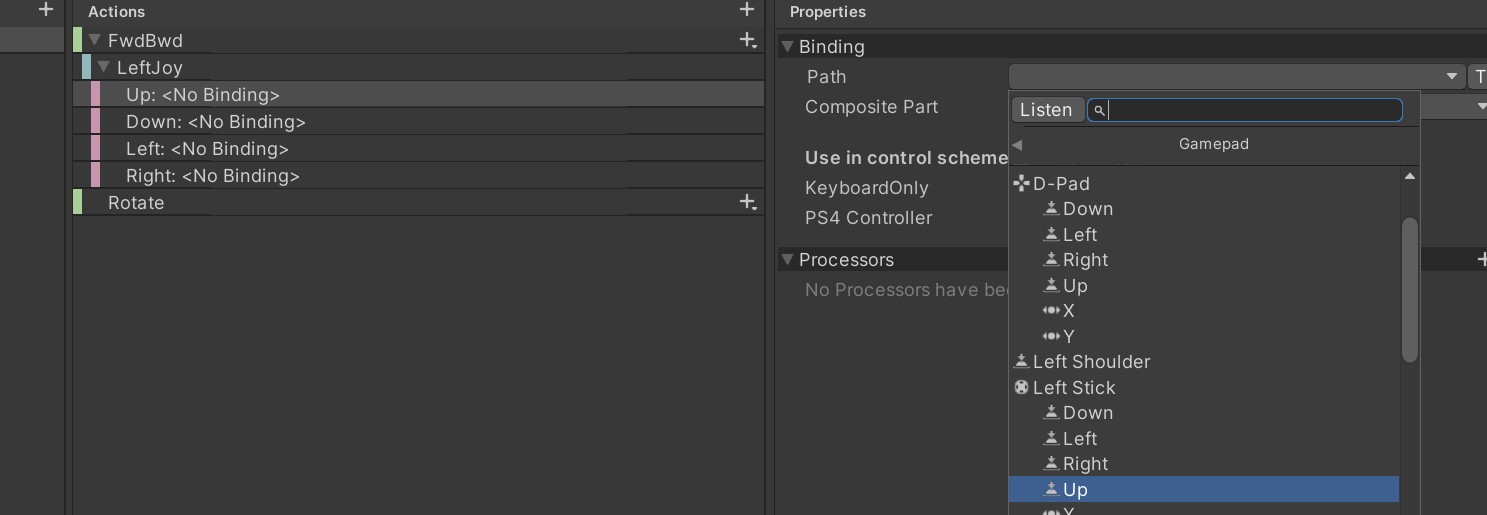 Actions
FwdBwd
LeftJoy
Up: <No Binding>
Down: <No Binding>
Left: <No Binding>
Right: <No Binding>
Rotate
Properties
Binding
Path
T
Composite Part
Use in control scheme
KeyboardOnly
PS4 Controller
Processors
No Processors have bee
Listen
Gamepad
D-Pad
Down
Left
Right
Up
X
Y
Left Shoulder
Left Stick
Down
Left
Right
Up